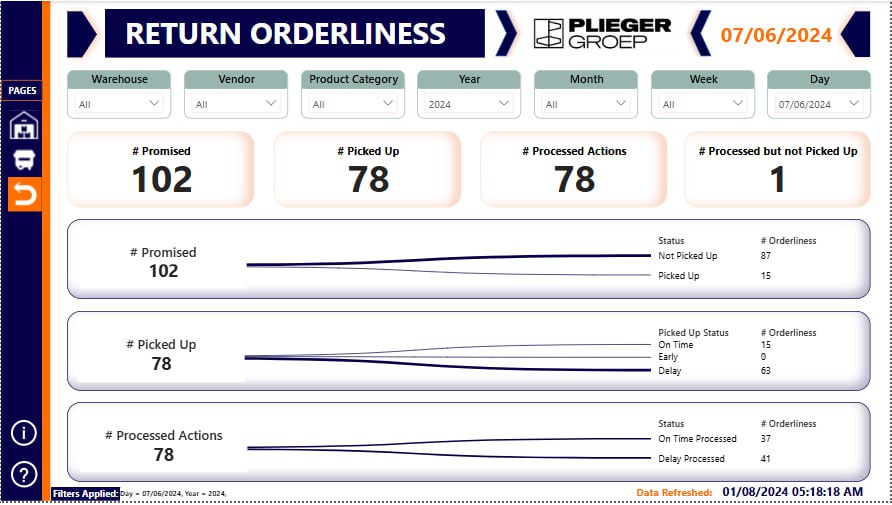 RETURN ORDERLINESS
PLIEGER
GROEP
07/06/2024
PAGES
Warehouse Vendor Product Category Year Month Week Day
All All All 2024 All All 07/06/2024
# Promised # Picked Up # Processed Actions # Processed but not Picked Up
102 78 78 1
# Promised
102
Status # Orderliness
Not Picked Up 87
Picked Up 15
# Picked Up
78
Picked Up Status # Orderliness
On Time 15
Early 0
Delay 63
# Processed Actions
78
Status # Orderliness
On Time Processed 37
Delay Processed 41
Filters Applied: Day = 07/06/2024, Year = 2024,
Data Refreshed: 01/08/2024 05:18:18 AM